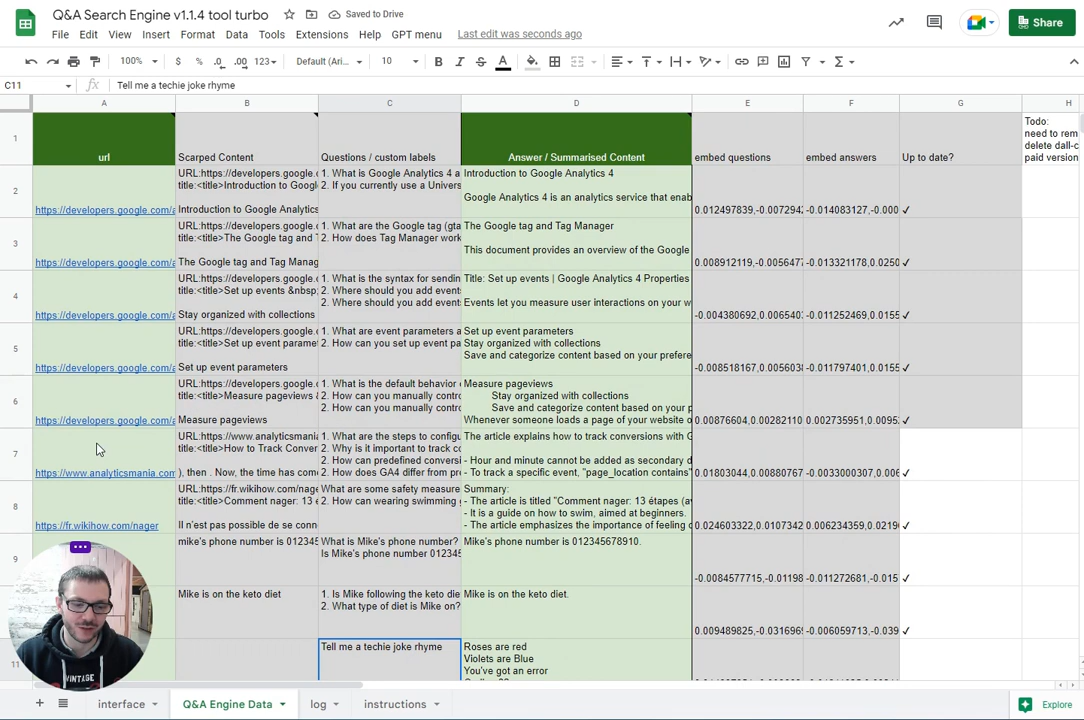 Q&A Search Engine v1.1.4 tool turbo
Saved to Drive
File Edit View Insert Format Data Tools Extensions Help GPT menu
Last edit was seconds ago
Share
100% $ % .0 .00 123 Default (Ari... 10 B I S A
C11 fx Tell me a techie joke rhyme
A B C D E F G H
1
url
Scarped Content
Questions / custom labels
Answer / Summarised Content
embed questions
embed answers
Up to date?
Todo:
need to rem
delete dall-c
paid version
2
https://developers.google.com/a
URL:https://developers.google.c
title:<title>Introduction to Googl
Introduction to Google Analytics
1. What is Google Analytics 4 a
2. If you currently use a Univers
Introduction to Google Analytics 4
Google Analytics 4 is an analytics service that enab
0.012497839,-0.007294
-0.014083127,-0.000
✓
3
https://developers.google.com/a
URL:https://developers.google.c
title:<title>The Google tag and T
The Google tag and Tag Manag
1. What are the Google tag (gta
2. How does Tag Manager work
The Google tag and Tag Manager
This document provides an overview of the Google
0.008912119,-0.005647
-0.013321178,0.0250
✓
4
https://developers.google.com/a
URL:https://developers.google.c
title:<title>Set up events &nbsp;
Stay organized with collections
1. What is the syntax for sendin
2. Where should you add event
2. Where should you add event
Title: Set up events | Google Analytics 4 Properties
Events let you measure user interactions on your w
-0.004380692,0.006540
-0.011252469,0.0155
✓
5
https://developers.google.com/a
URL:https://developers.google.c
title:<title>Set up event parame
Set up event parameters
1. What are event parameters a
2. How can you set up event pa
Set up event parameters
Stay organized with collections
Save and categorize content based on your prefere
-0.008518167,0.005603
-0.011797401,0.0155
✓
6
https://developers.google.com/a
URL:https://developers.google.c
title:<title>Measure pageviews &
Measure pageviews
1. What is the default behavior
2. How can you manually contro
2. How can you manually contro
Measure pageviews
Stay organized with collections
Save and categorize content based on your p
Whenever someone loads a page of your website o
0.00876604,0.00282110
0.002735951,0.0095
✓
7
https://www.analyticsmania.com
URL:https://www.analyticsmania
title:<title>How to Track Conver
), then . Now, the time has come
1. What are the steps to configu
2. Why is it important to track c
2. How can predefined conversi
2. How does GA4 differ from pr
The article explains how to track conversions with G
- Hour and minute cannot be added as secondary d
- To track a specific event, "page_location contains"
0.01803044,0.00880767
-0.0033000307,0.006
✓
8
https://fr.wikihow.com/nager
URL:https://fr.wikihow.com/nage
title:<title>Comment nager: 13 é
Il n'est pas possible de se conn
What are some safety measure
2. How can wearing swimming g
Summary:
- The article is titled "Comment nager: 13 étapes (av
- It is a guide on how to swim, aimed at beginners.
- The article emphasizes the importance of feeling c
0.024603322,0.0107342
0.006234359,0.0219
✓
9
mike's phone number is 012345
What is Mike's phone number?
Is Mike's phone number 012345
Mike's phone number is 012345678910.
-0.0084577715,-0.01198
-0.011272681,-0.015
✓
Mike is on the keto diet
1. Is Mike following the keto die
2. What type of diet is Mike on?
Mike is on the keto diet.
0.009489825,-0.031696
-0.006059713,-0.039
✓
11
Tell me a techie joke rhyme
Roses are red
Violets are Blue
You've got an error
VINTAGE
interface Q&A Engine Data log instructions
Explore